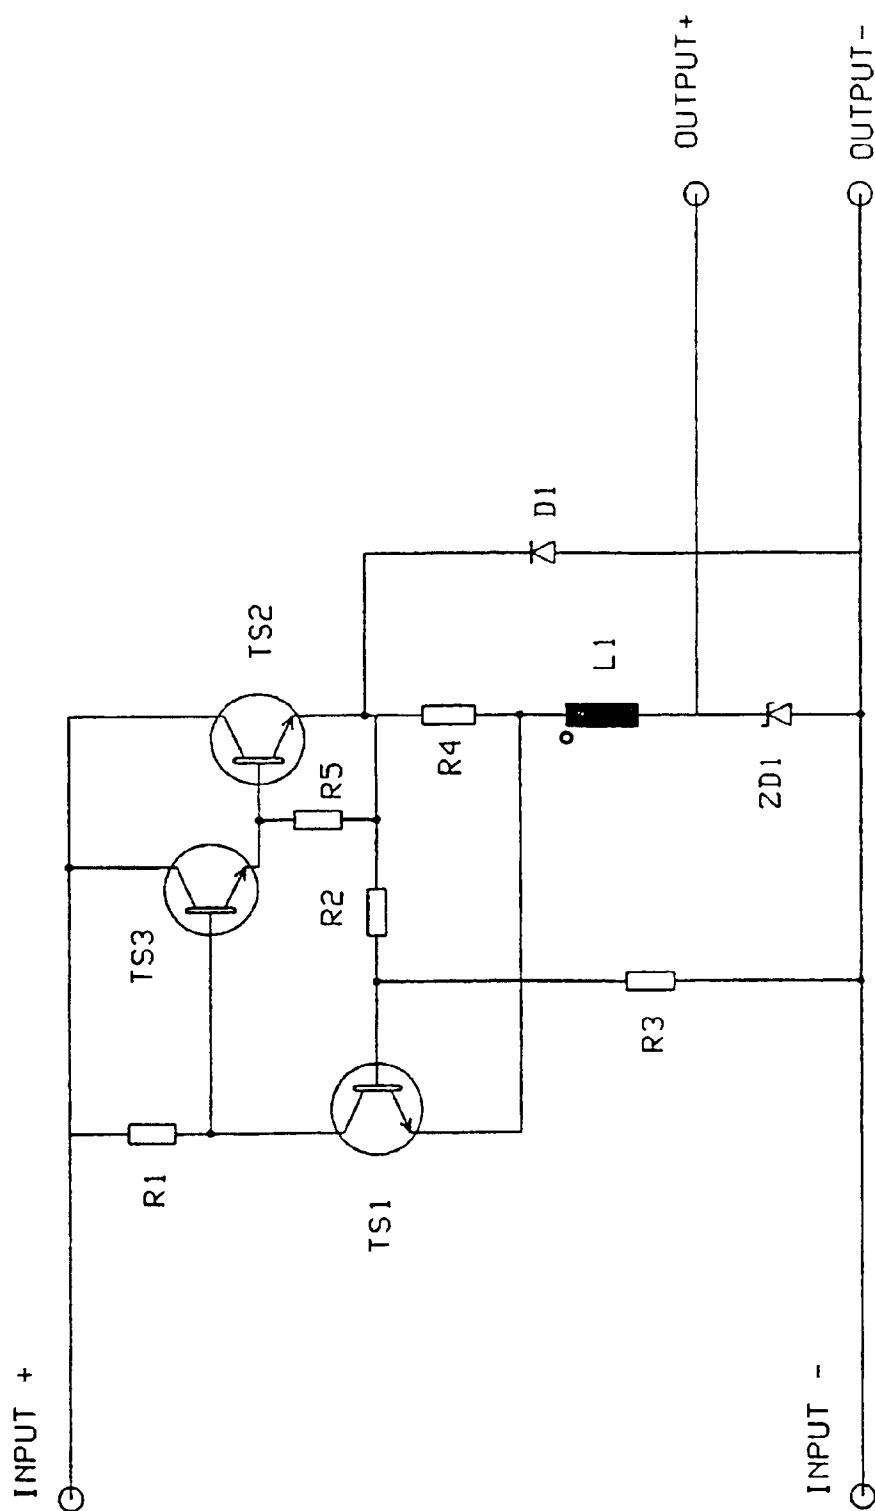 INPUT +
R1
TS3
TS2
R5
R2
TS1
R4
D1
L1
R3
ZD1
OUTPUT+
INPUT -
OUTPUT-